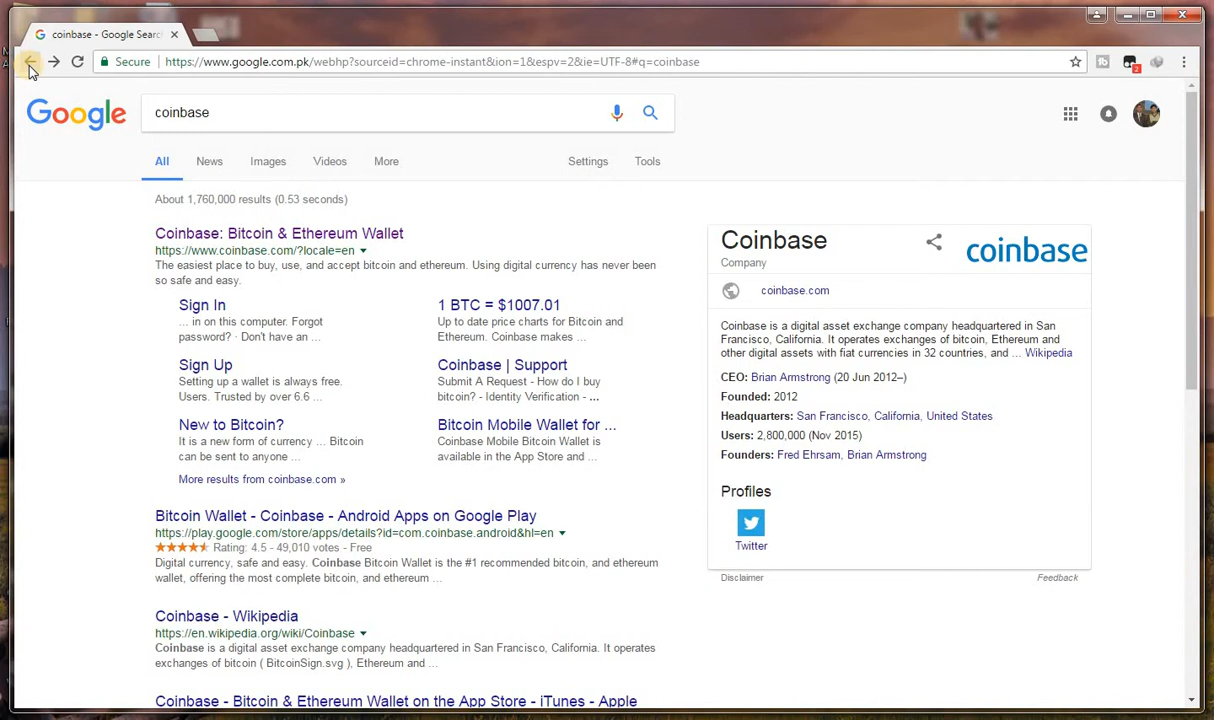 coinbase - Google Searc
Secure
https://www.google.com.pk/webhp?sourceid=chrome-instant&ion=1&espv=2&ie=UTF-8#q=coinbase
2
Google
coinbase
All
News
Images
Videos
More
Settings
Tools
About 1,760,000 results (0.53 seconds)
Coinbase: Bitcoin & Ethereum Wallet
https://www.coinbase.com/?locale=en
The easiest place to buy, use, and accept bitcoin and ethereum. Using digital currency has never been
so safe and easy.
Sign In
... in on this computer. Forgot
password? · Don't have an ...
1 BTC = $1007.01
Up to date price charts for Bitcoin and
Ethereum. Coinbase makes ...
Sign Up
Setting up a wallet is always free.
Users. Trusted by over 6.6 ...
Coinbase | Support
Submit A Request - How do I buy
bitcoin? - Identity Verification - ...
New to Bitcoin?
It is a new form of currency ... Bitcoin
can be sent to anyone ...
Bitcoin Mobile Wallet for ...
Coinbase Mobile Bitcoin Wallet is
available in the App Store and ...
More results from coinbase.com »
Bitcoin Wallet - Coinbase - Android Apps on Google Play
https://play.google.com/store/apps/details?id=com.coinbase.android&hl=en
Rating: 4.5 - 49,010 votes - Free
Digital currency, safe and easy. Coinbase Bitcoin Wallet is the #1 recommended bitcoin, and ethereum
wallet, offering the most complete bitcoin, and ethereum ...
Coinbase - Wikipedia
https://en.wikipedia.org/wiki/Coinbase
Coinbase is a digital asset exchange company headquartered in San Francisco, California. It operates
exchanges of bitcoin ( BitcoinSign.svg ), Ethereum and ...
Coinbase - Bitcoin & Ethereum Wallet on the App Store - iTunes - Apple
Coinbase
Company
coinbase
coinbase.com
Coinbase is a digital asset exchange company headquartered in San
Francisco, California. It operates exchanges of bitcoin, Ethereum and
other digital assets with fiat currencies in 32 countries, and ... Wikipedia
CEO: Brian Armstrong (20 Jun 2012–)
Founded: 2012
Headquarters: San Francisco, California, United States
Users: 2,800,000 (Nov 2015)
Founders: Fred Ehrsam, Brian Armstrong
Profiles
Twitter
Disclaimer
Feedback